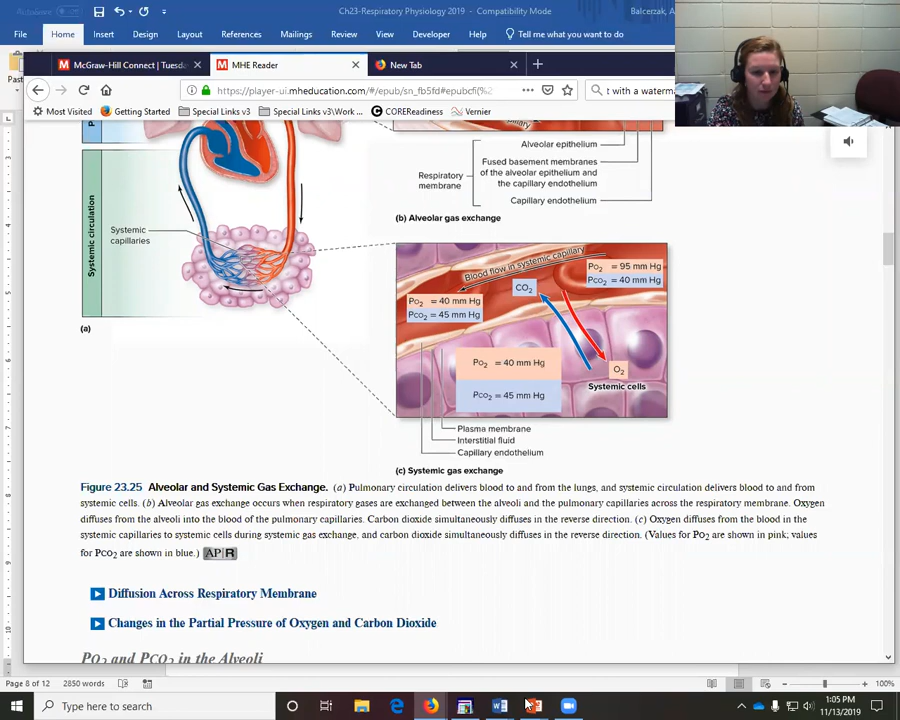 Ch23-Respiratory Physiology 2019 - Compatibility Mode
Balcerzak, Am
File Home Insert Design Layout References Mailings Review View Developer Help Tell me what you want to do
Past
McGraw-Hill Connect | Tuesda
MHE Reader
New Tab
https://player-ui.mheducation.com/#/epub/sn_fb5fd#epubcfi(%2
t with a waterm
Most Visited Getting Started Special Links v3 Special Links v3\Work ... COREReadiness Vernier
Alveolar epithelium
Fused basement membranes
of the alveolar epithelium and
the capillary endothelium
Respiratory
membrane
Capillary endothelium
(b) Alveolar gas exchange
Systemic circulation
Systemic
capillaries
(a)
Blood flow in systemic capillary
PO2 = 95 mm Hg
PCO2 = 40 mm Hg
CO2
PO2 = 40 mm Hg
PCO2 = 45 mm Hg
PO2 = 40 mm Hg
PCO2 = 45 mm Hg
O2
Systemic cells
Plasma membrane
Interstitial fluid
Capillary endothelium
(c) Systemic gas exchange
Figure 23.25 Alveolar and Systemic Gas Exchange. (a) Pulmonary circulation delivers blood to and from the lungs, and systemic circulation delivers blood to and from
systemic cells. (b) Alveolar gas exchange occurs when respiratory gases are exchanged between the alveoli and the pulmonary capillaries across the respiratory membrane. Oxygen
diffuses from the alveoli into the blood of the pulmonary capillaries. Carbon dioxide simultaneously diffuses in the reverse direction. (c) Oxygen diffuses from the blood in the
systemic capillaries to systemic cells during systemic gas exchange, and carbon dioxide simultaneously diffuses in the reverse direction. (Values for PO2 are shown in pink; values
for PCO2 are shown in blue.) AP|R
Diffusion Across Respiratory Membrane
Changes in the Partial Pressure of Oxygen and Carbon Dioxide
PO2 and PCO2 in the Alveoli
Page 8 of 12 2850 words
100%
Type here to search
1:05 PM
11/13/2019